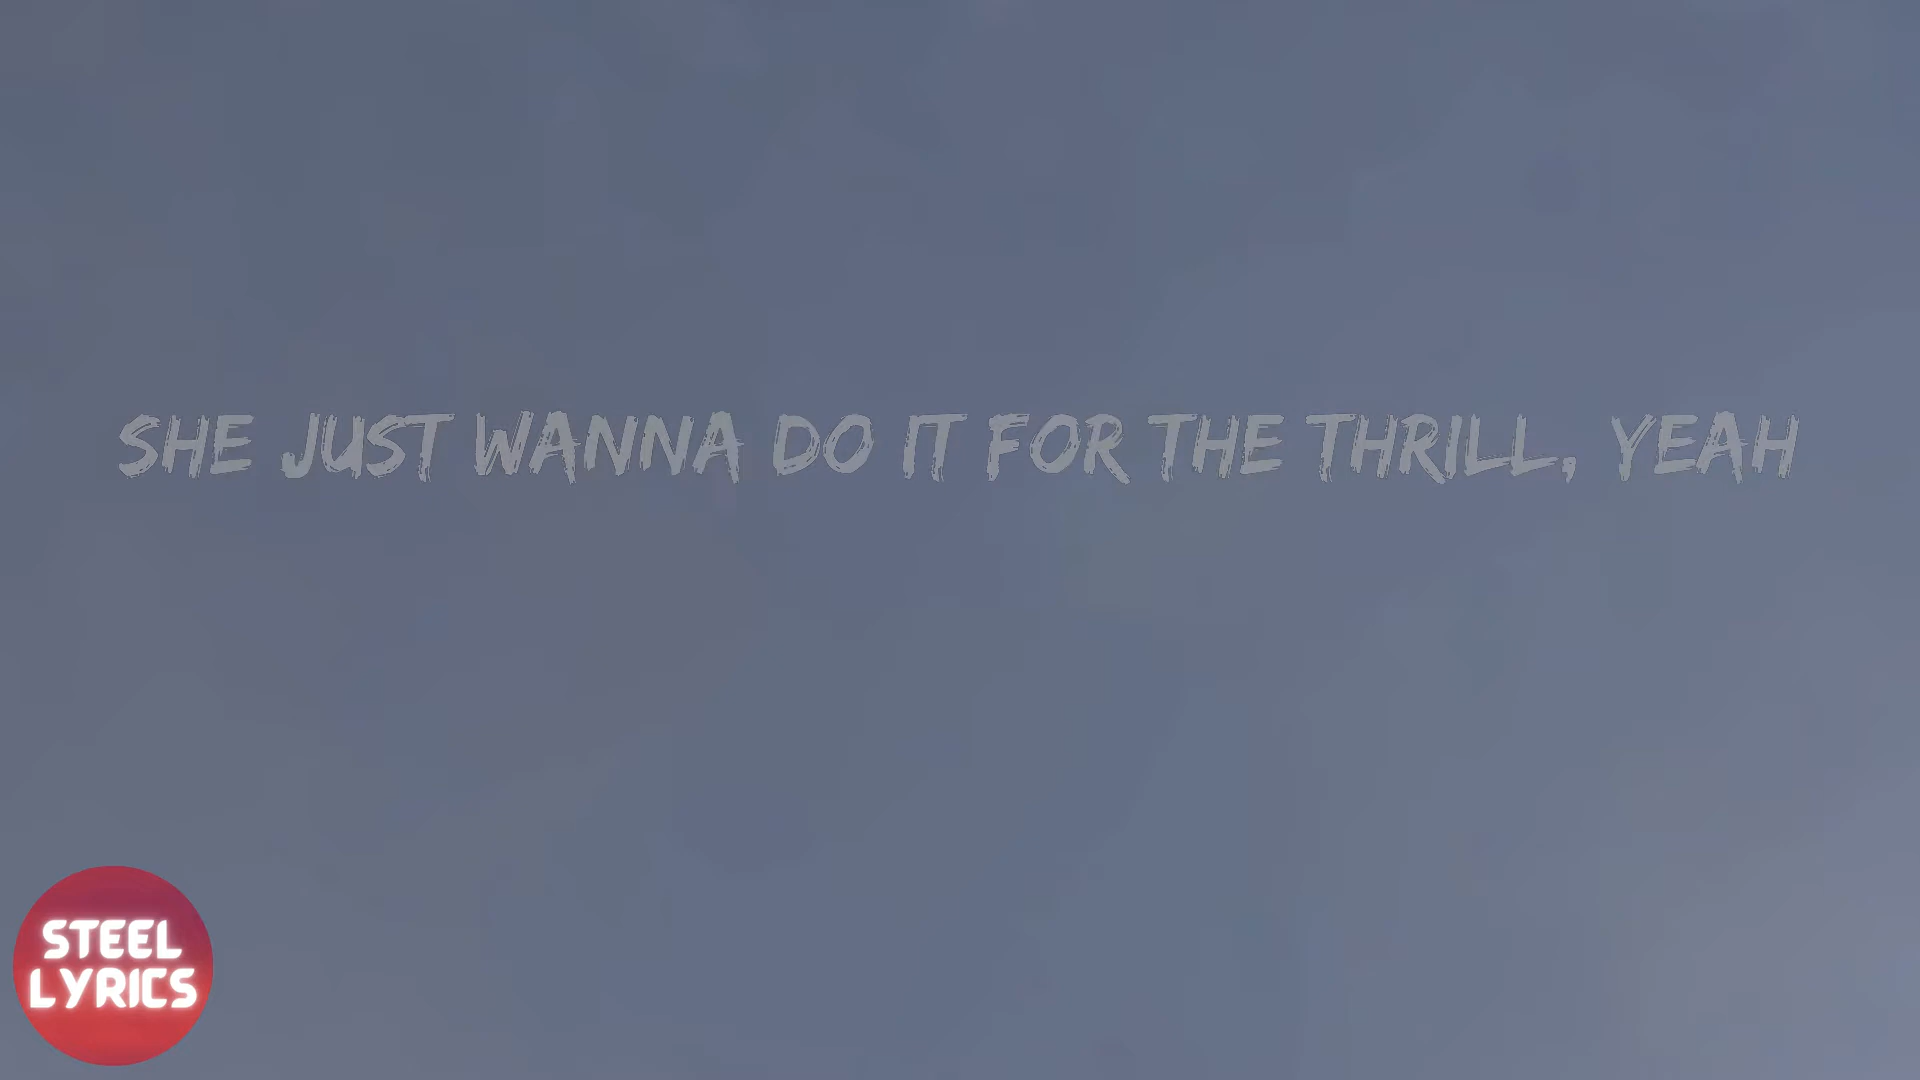 SHE JUST WANNA DO IT FOR THE THRILL, YEAH
STEEL
LYRICS